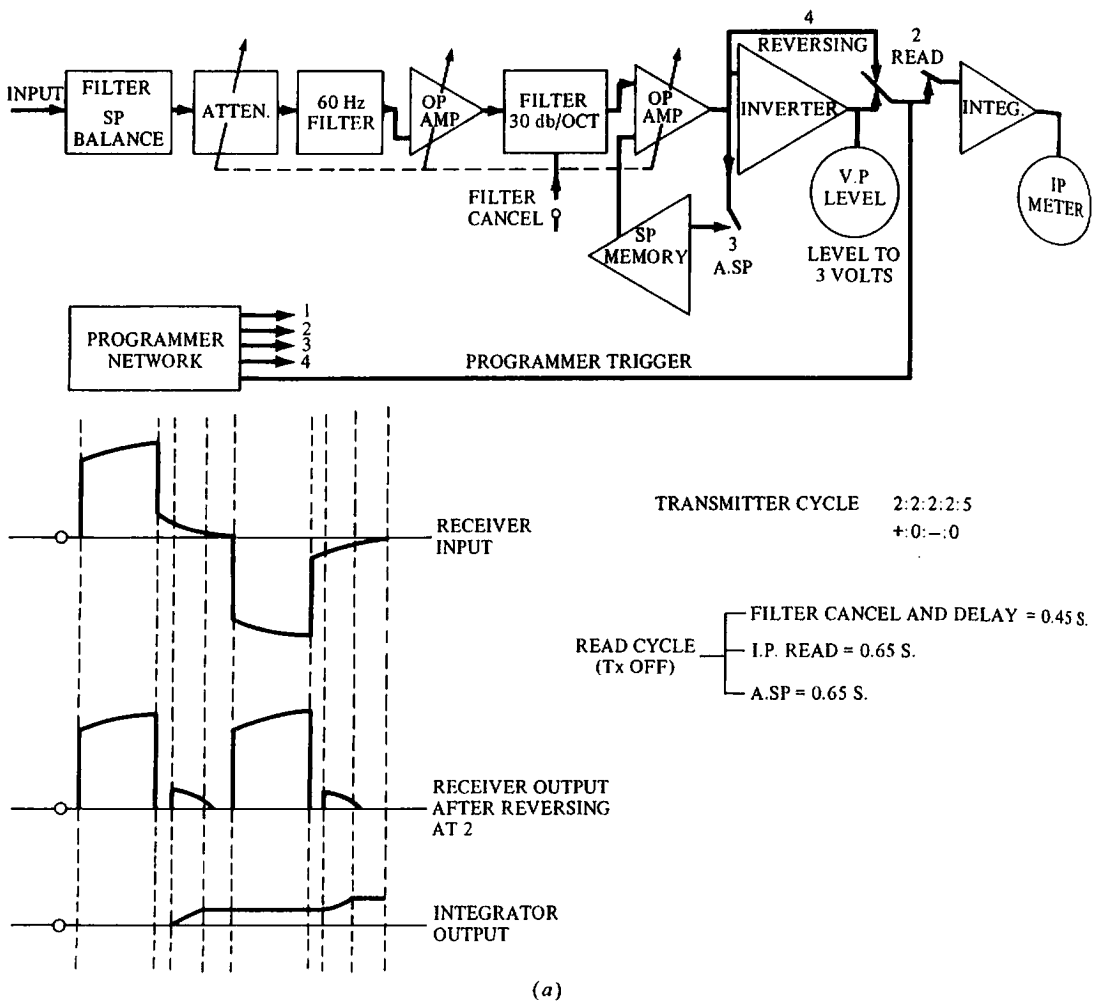 4
REVERSING
2
READ
INPUT
FILTER
SP
BALANCE
ATTEN.
60 Hz
FILTER
OP
AMP
FILTER
30 db/OCT
OP
AMP
INVERTER
INTEG.
V.P
LEVEL
IP
METER
FILTER
CANCEL
SP
MEMORY
3
A.SP
LEVEL TO
3 VOLTS
PROGRAMMER
NETWORK
1
2
3
4
PROGRAMMER TRIGGER
RECEIVER
INPUT
TRANSMITTER CYCLE 2:2:2:2:5
+:0:–:0
READ CYCLE
(Tx OFF)
FILTER CANCEL AND DELAY = 0.45 S.
I.P. READ = 0.65 S.
A.SP = 0.65 S.
RECEIVER OUTPUT
AFTER REVERSING
AT 2
INTEGRATOR
OUTPUT
(a)